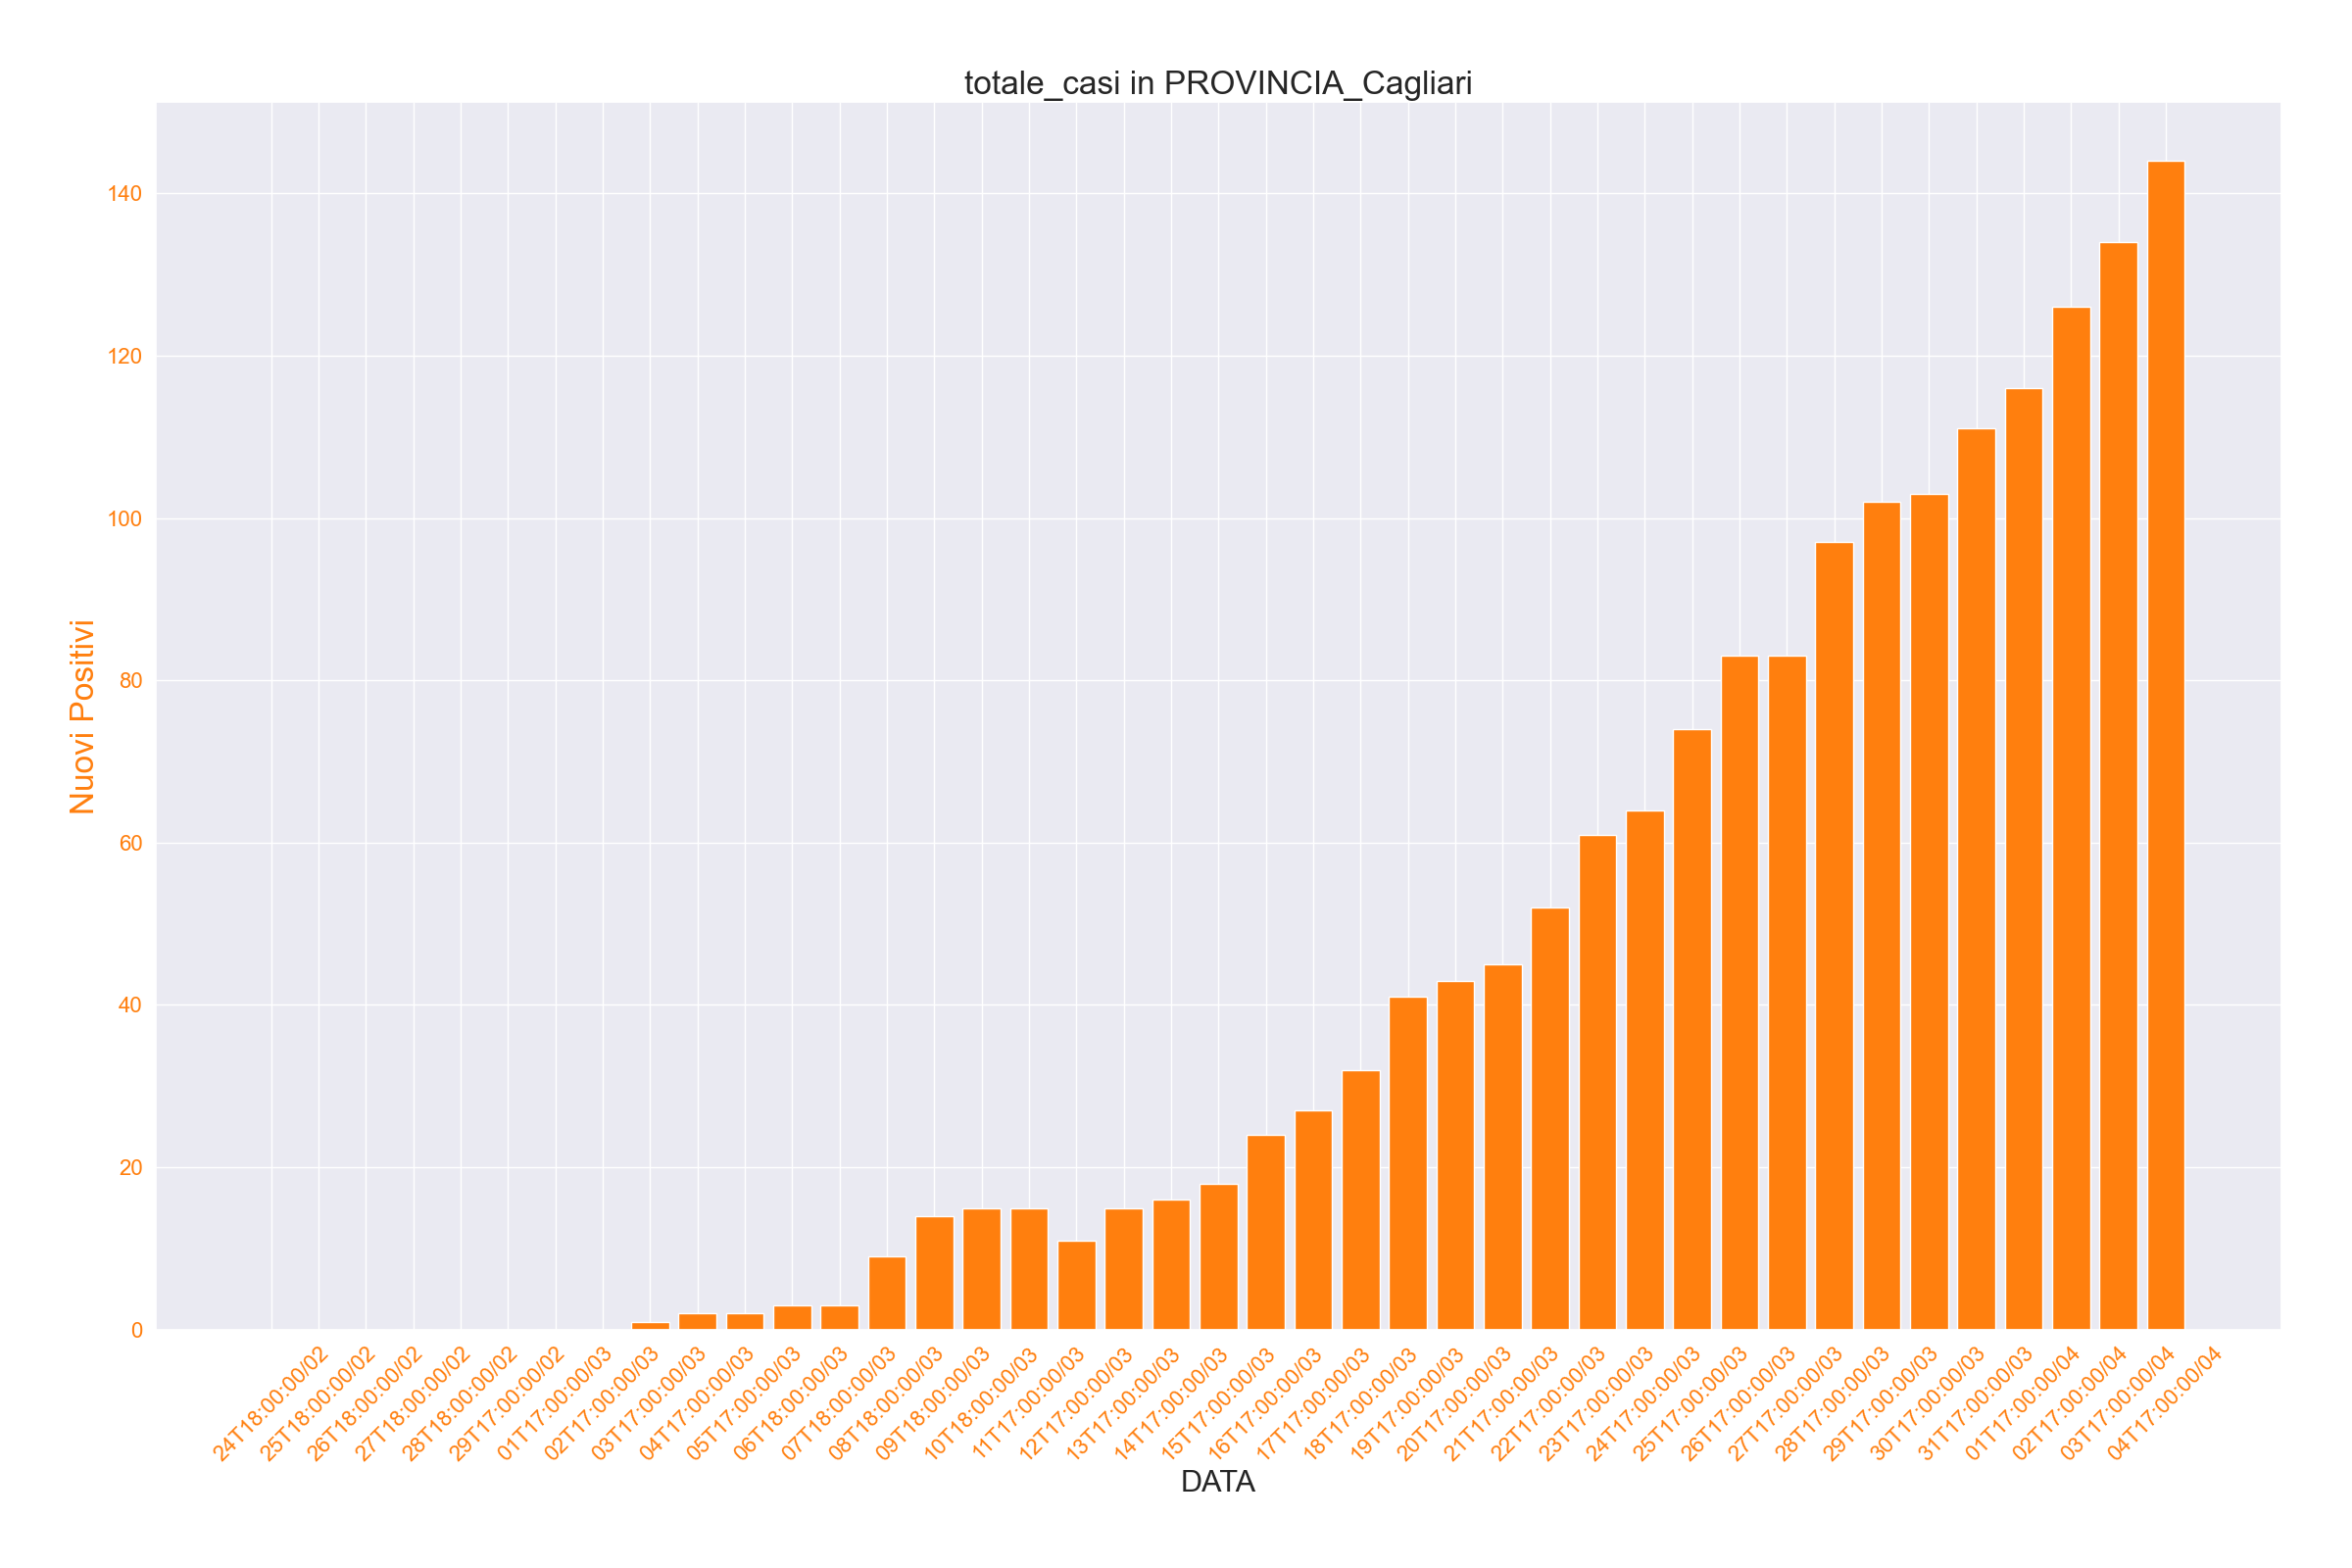 totale_casi in PROVINCIA_Cagliari
Nuovi Positivi
140
120
100
80
60
40
20
0
24T18:00:00/02
25T18:00:00/02
26T18:00:00/02
27T18:00:00/02
28T18:00:00/02
29T17:00:00/02
01T17:00:00/03
02T17:00:00/03
03T17:00:00/03
04T17:00:00/03
05T17:00:00/03
06T18:00:00/03
07T18:00:00/03
08T18:00:00/03
09T18:00:00/03
10T18:00:00/03
11T17:00:00/03
12T17:00:00/03
13T17:00:00/03
14T17:00:00/03
15T17:00:00/03
16T17:00:00/03
17T17:00:00/03
18T17:00:00/03
19T17:00:00/03
20T17:00:00/03
21T17:00:00/03
22T17:00:00/03
23T17:00:00/03
24T17:00:00/03
25T17:00:00/03
26T17:00:00/03
27T17:00:00/03
28T17:00:00/03
29T17:00:00/03
30T17:00:00/03
31T17:00:00/03
01T17:00:00/04
02T17:00:00/04
03T17:00:00/04
04T17:00:00/04
DATA